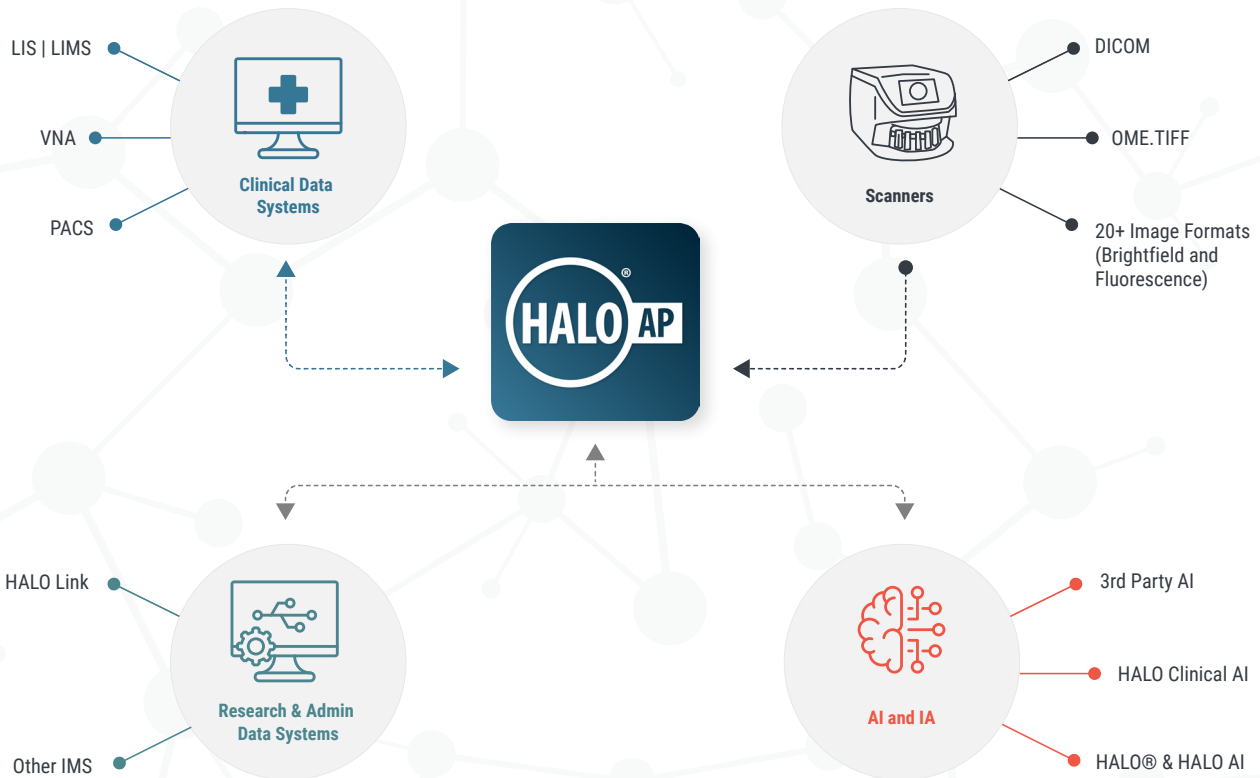 LIS | LIMS
VNA
PACS
Clinical Data
Systems
DICOM
OME.TIFF
20+ Image Formats
(Brightfield and
Fluorescence)
Scanners
HALO® AP
HALO Link
Other IMS
Research & Admin
Data Systems
3rd Party AI
HALO Clinical AI
HALO® & HALO AI
AI and IA